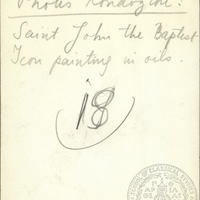 Photis Kondoglou:
Saint John the Baptist
Icon painting in oils.
18